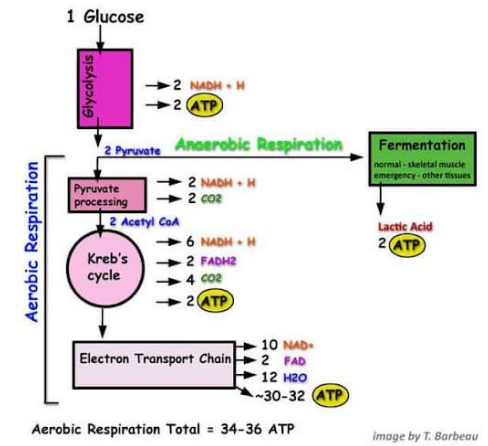 1 Glucose
Glycolysis
2 NADH + H
2 ATP
2 Pyruvate
Anaerobic Respiration
Fermentation
normal - skeletal muscle
emergency - other tissues
Lactic Acid
2 ATP
Aerobic Respiration
Pyruvate
processing
2 NADH + H
2 CO2
2 Acetyl CoA
Kreb's
cycle
6 NADH + H
2 FADH2
4 CO2
2 ATP
Electron Transport Chain
10 NAD+
2 FAD
12 H2O
~30-32 ATP
Aerobic Respiration Total = 34-36 ATP
image by T. Barbeau